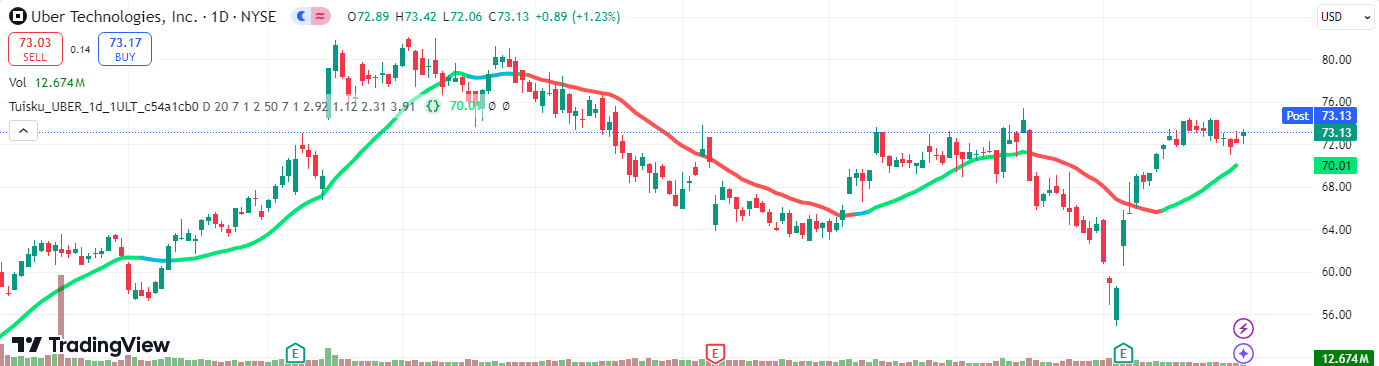 Uber Technologies, Inc. · 1D · NYSE O72.89 H73.42 L72.06 C73.13 +0.89 (+1.23%)
USD
73.03
SELL
0.14
73.17
BUY
Vol 12.674M
Tuisku_UBER_1d_1ULT_c54a1cb0 D 20 7 1 2 50 7 1 2.92 1.12 2.31 3.91 {} 70.01 Ø Ø
80.00
76.00
Post 73.13
73.13
72.00
70.01
68.00
64.00
60.00
56.00
TradingView
E
E
E
12.674M